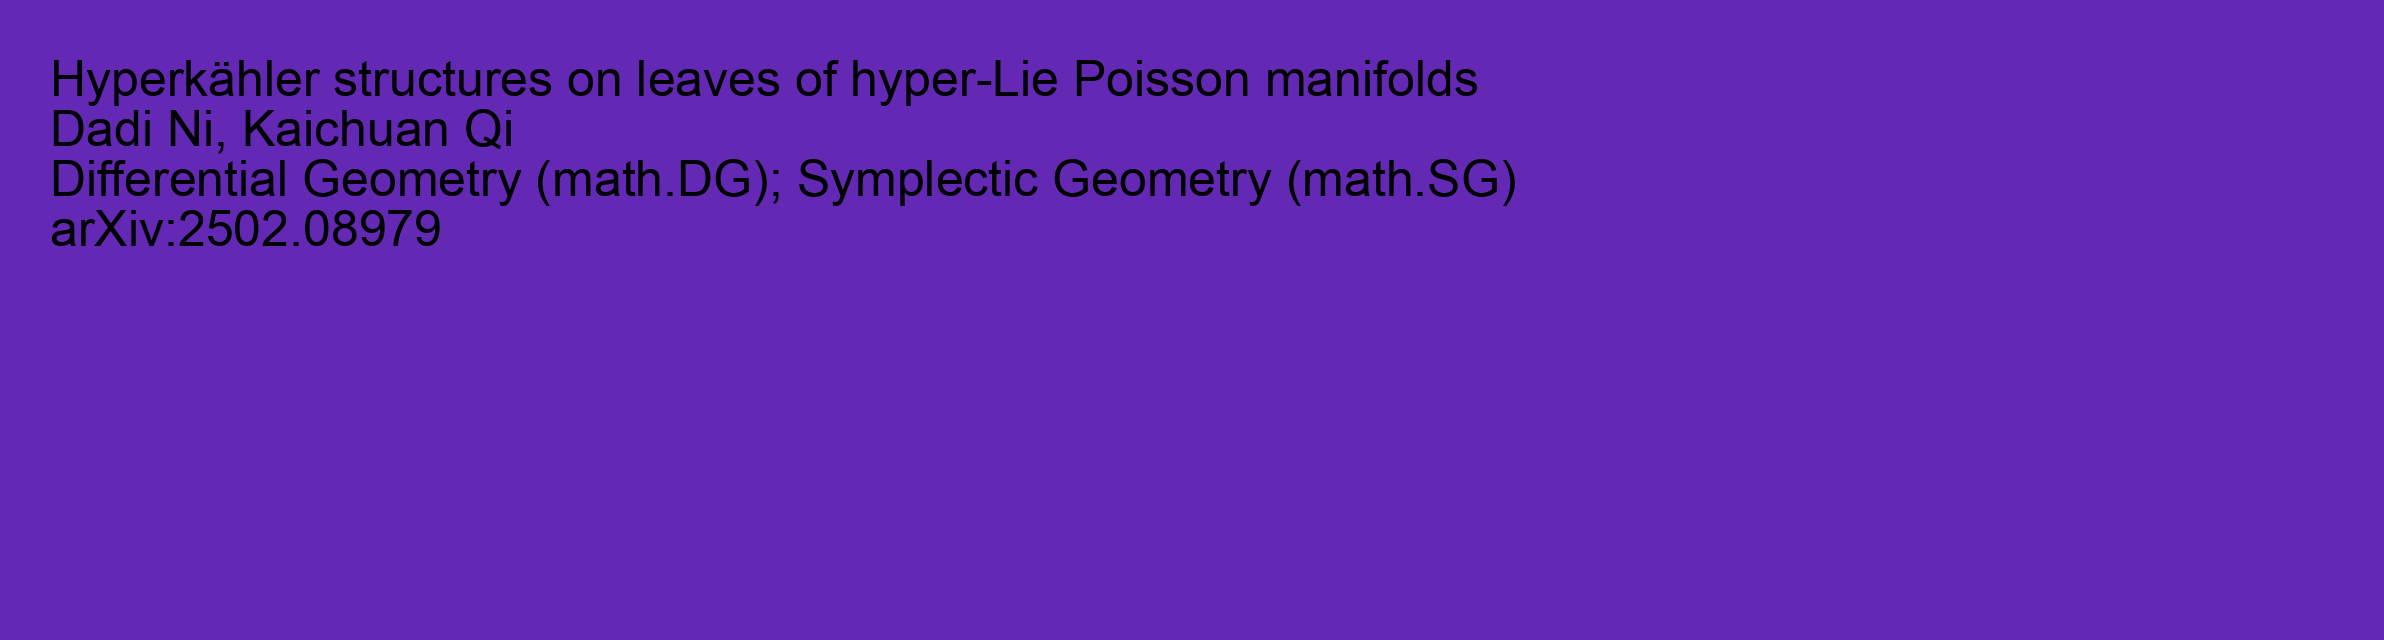 Hyperkähler structures on leaves of hyper-Lie Poisson manifolds
Dadi Ni, Kaichuan Qi
Differential Geometry (math.DG); Symplectic Geometry (math.SG)
arXiv:2502.08979